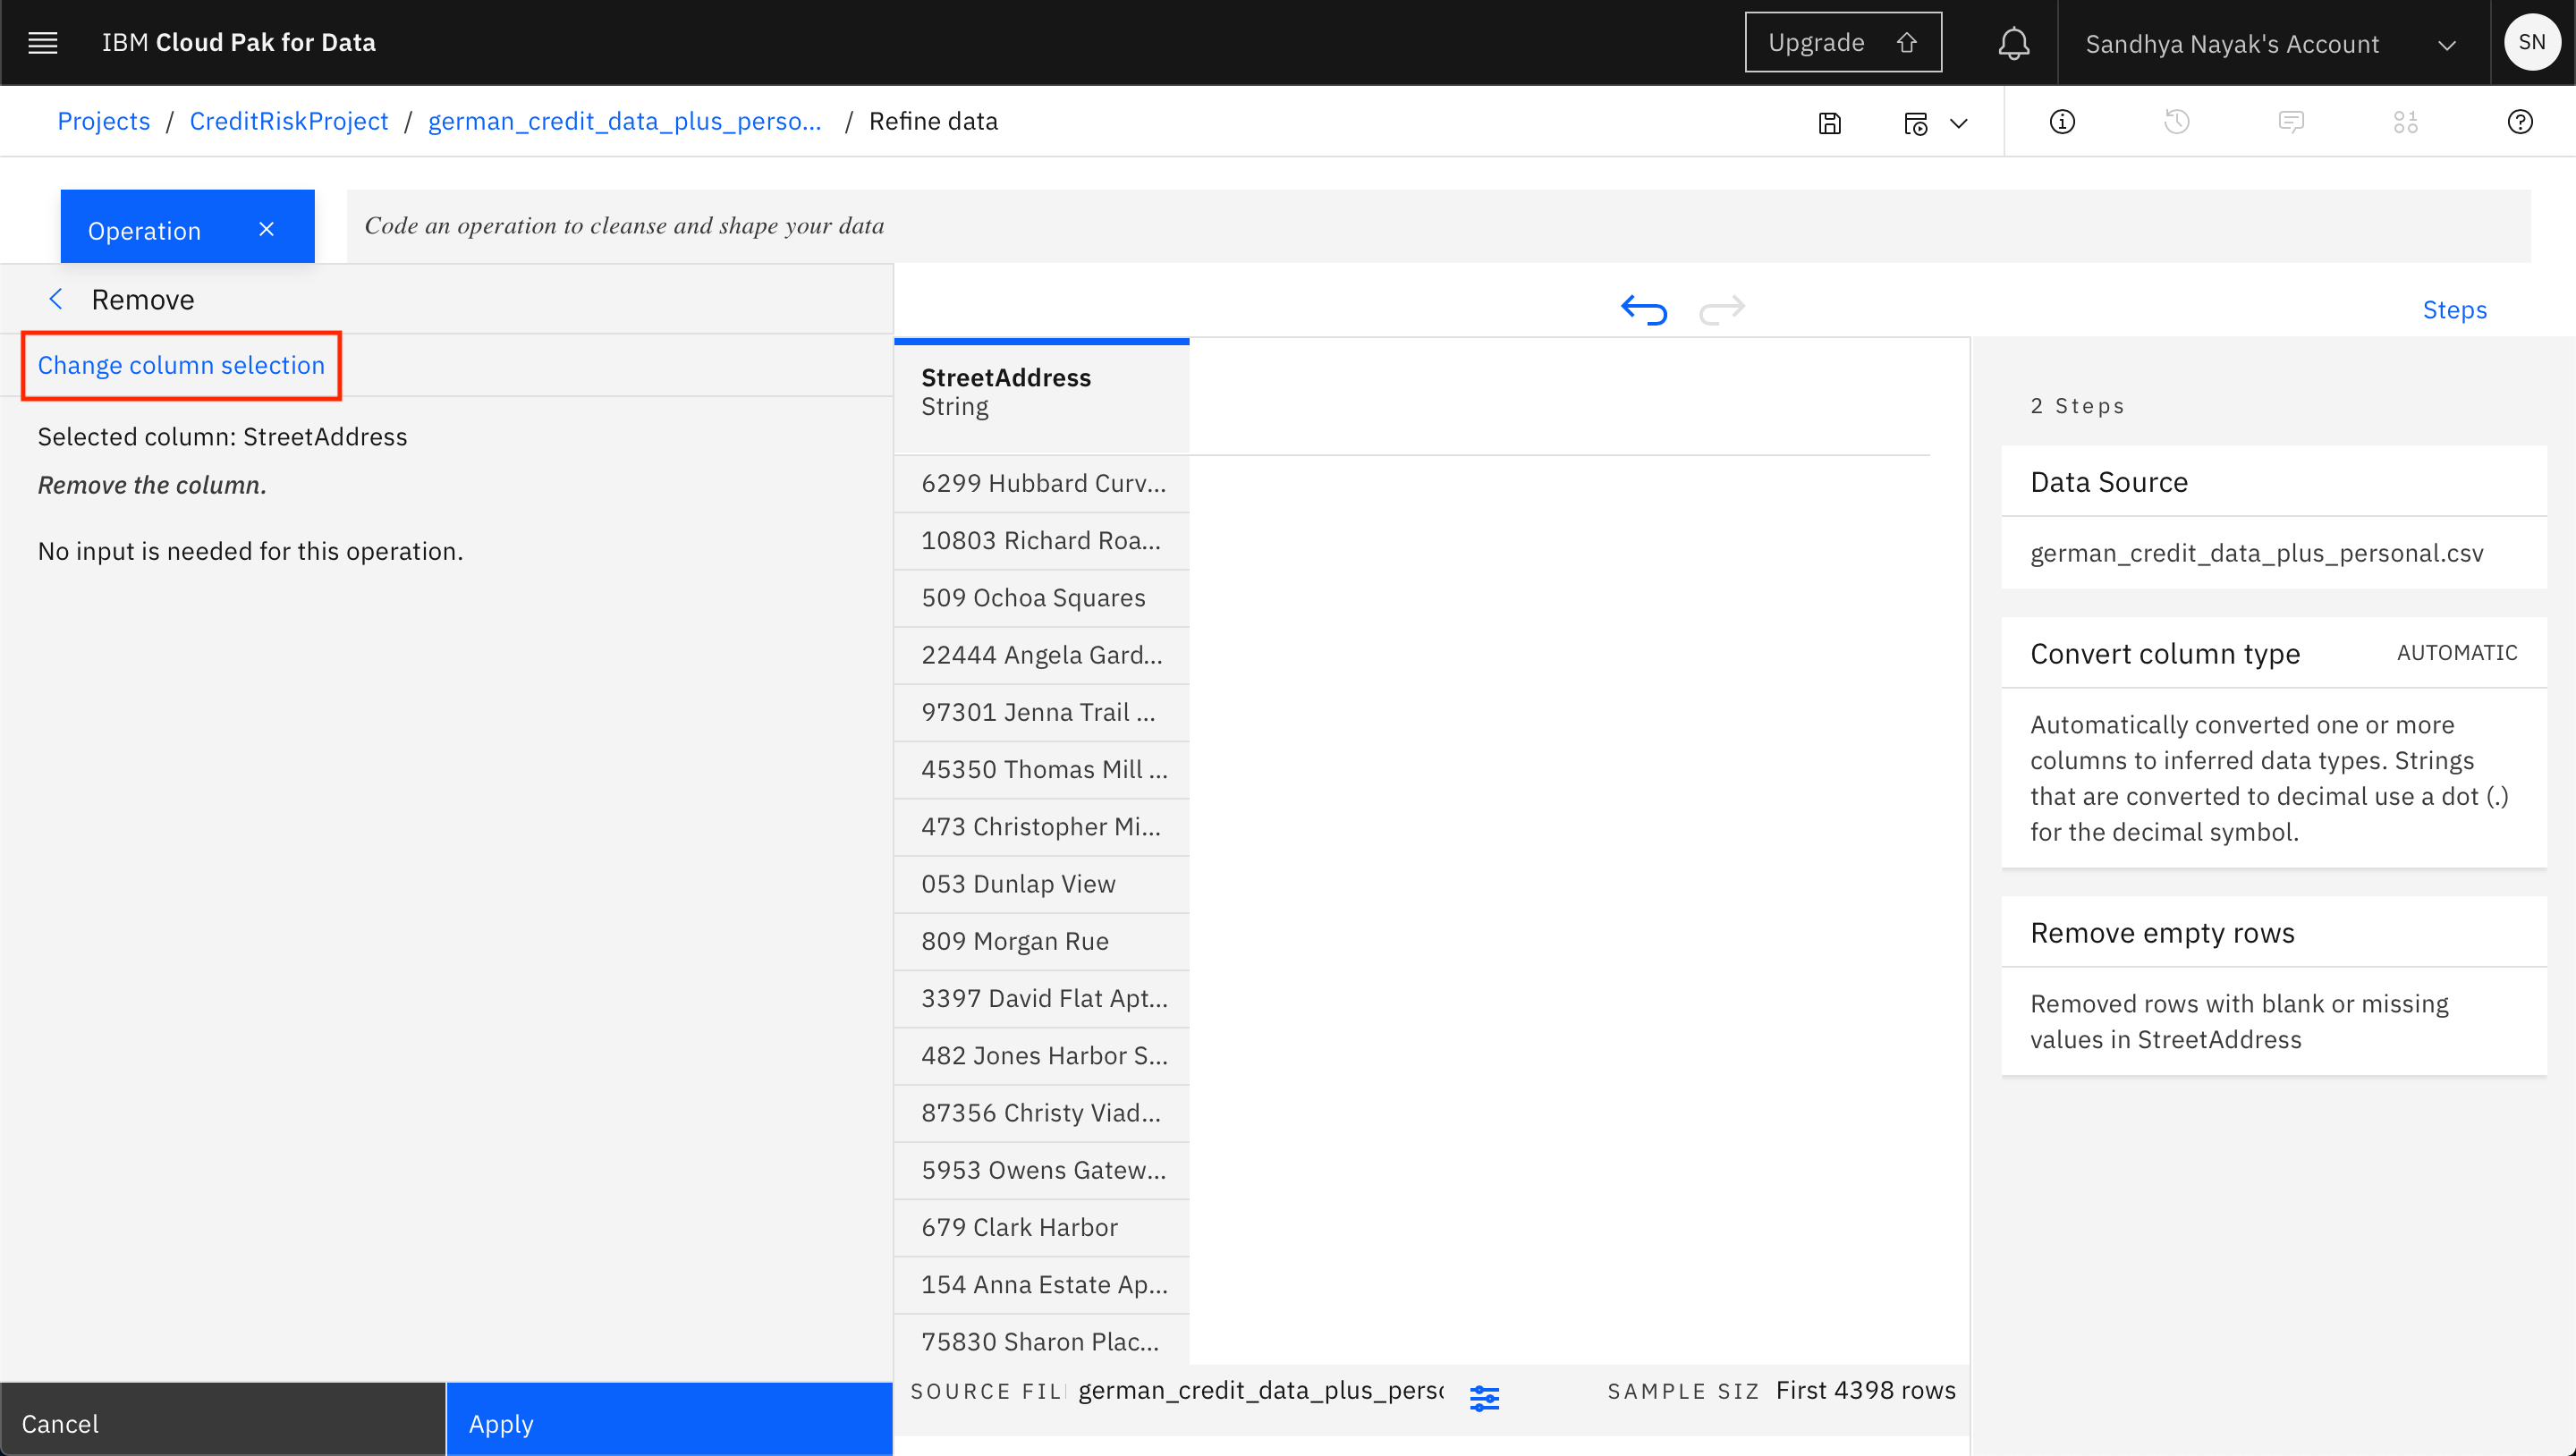 IBM Cloud Pak for Data
Upgrade
Sandhya Nayak's Account
SN
Projects / CreditRiskProject / german_credit_data_plus_perso... / Refine data
Operation
Code an operation to cleanse and shape your data
Remove
Change column selection
Selected column: StreetAddress
Remove the column.
No input is needed for this operation.
Cancel
Apply
StreetAddress
String
6299 Hubbard Curv...
10803 Richard Roa...
509 Ochoa Squares
22444 Angela Gard...
97301 Jenna Trail ...
45350 Thomas Mill ...
473 Christopher Mi...
053 Dunlap View
809 Morgan Rue
3397 David Flat Apt...
482 Jones Harbor S...
87356 Christy Viad...
5953 Owens Gatew...
679 Clark Harbor
154 Anna Estate Ap...
75830 Sharon Plac...
SOURCE FIL german_credit_data_plus_perso
SAMPLE SIZ First 4398 rows
Steps
2 Steps
Data Source
german_credit_data_plus_personal.csv
Convert column type
AUTOMATIC
Automatically converted one or more
columns to inferred data types. Strings
that are converted to decimal use a dot (.)
for the decimal symbol.
Remove empty rows
Removed rows with blank or missing
values in StreetAddress